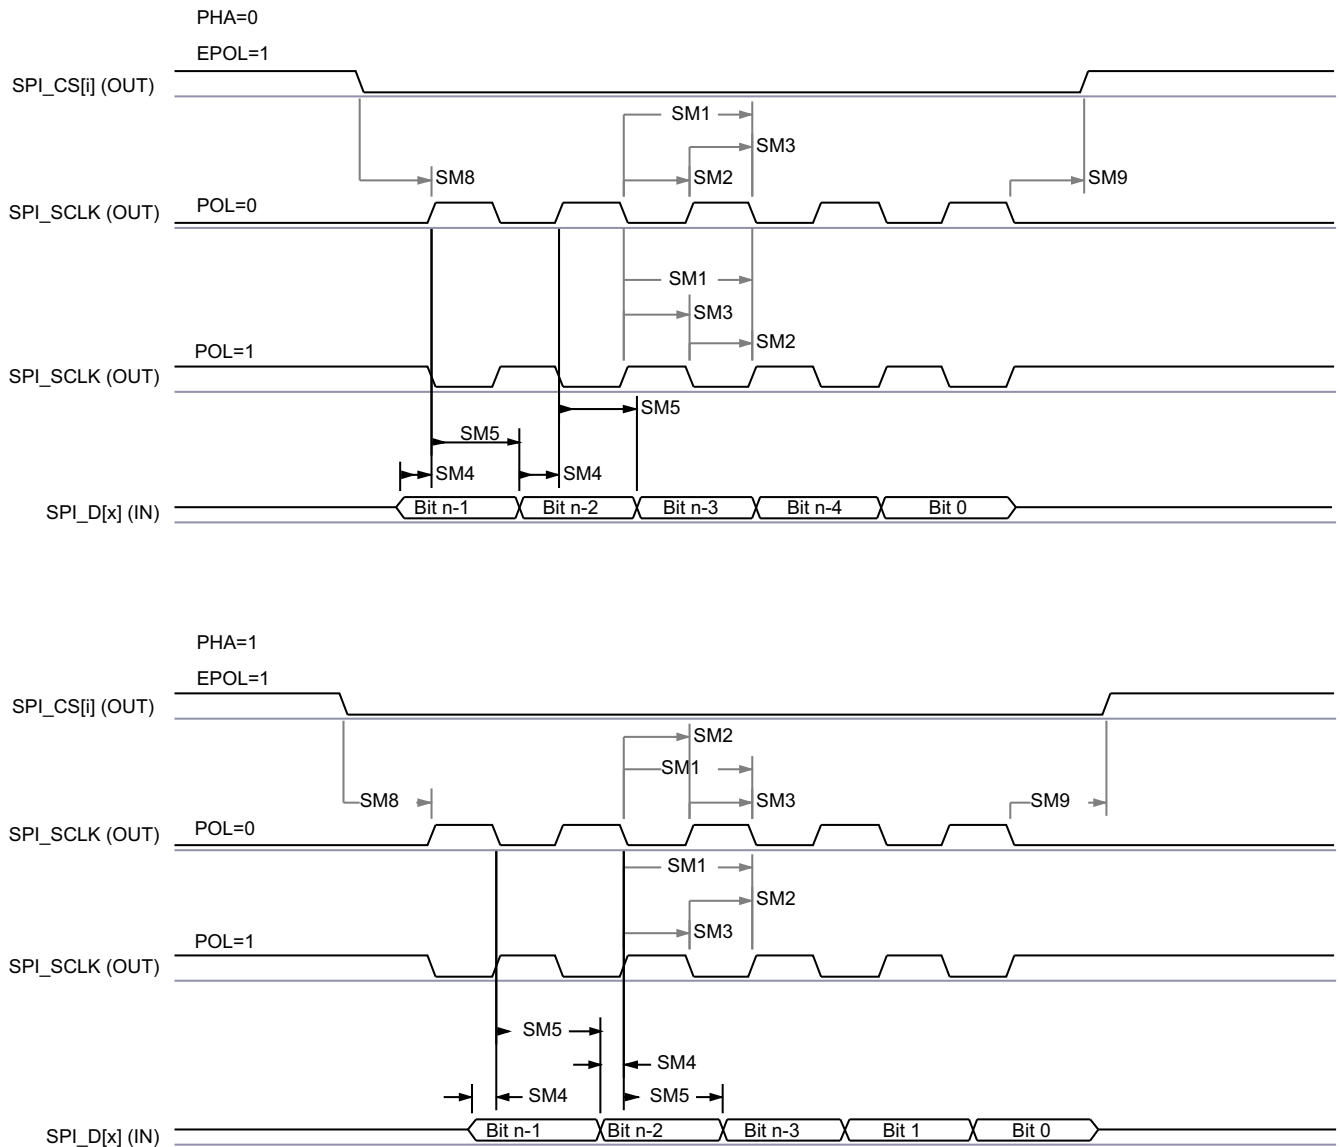 PHA=0
EPOL=1
SPI_CS[i] (OUT)
SM1
SM3
SM8
SM2
SM9
SPI_SCLK (OUT)
POL=0
SM1
SM3
SM2
POL=1
SPI_SCLK (OUT)
SM5
SM5
SM4
SM4
SPI_D[x] (IN)
Bit n-1
Bit n-2
Bit n-3
Bit n-4
Bit 0
PHA=1
EPOL=1
SPI_CS[i] (OUT)
SM2
SM1
SM8
SM3
SM9
SPI_SCLK (OUT)
POL=0
SM1
SM2
SM3
POL=1
SPI_SCLK (OUT)
SM5
SM4
SM4
SM5
SPI_D[x] (IN)
Bit n-1
Bit n-2
Bit n-3
Bit 1
Bit 0